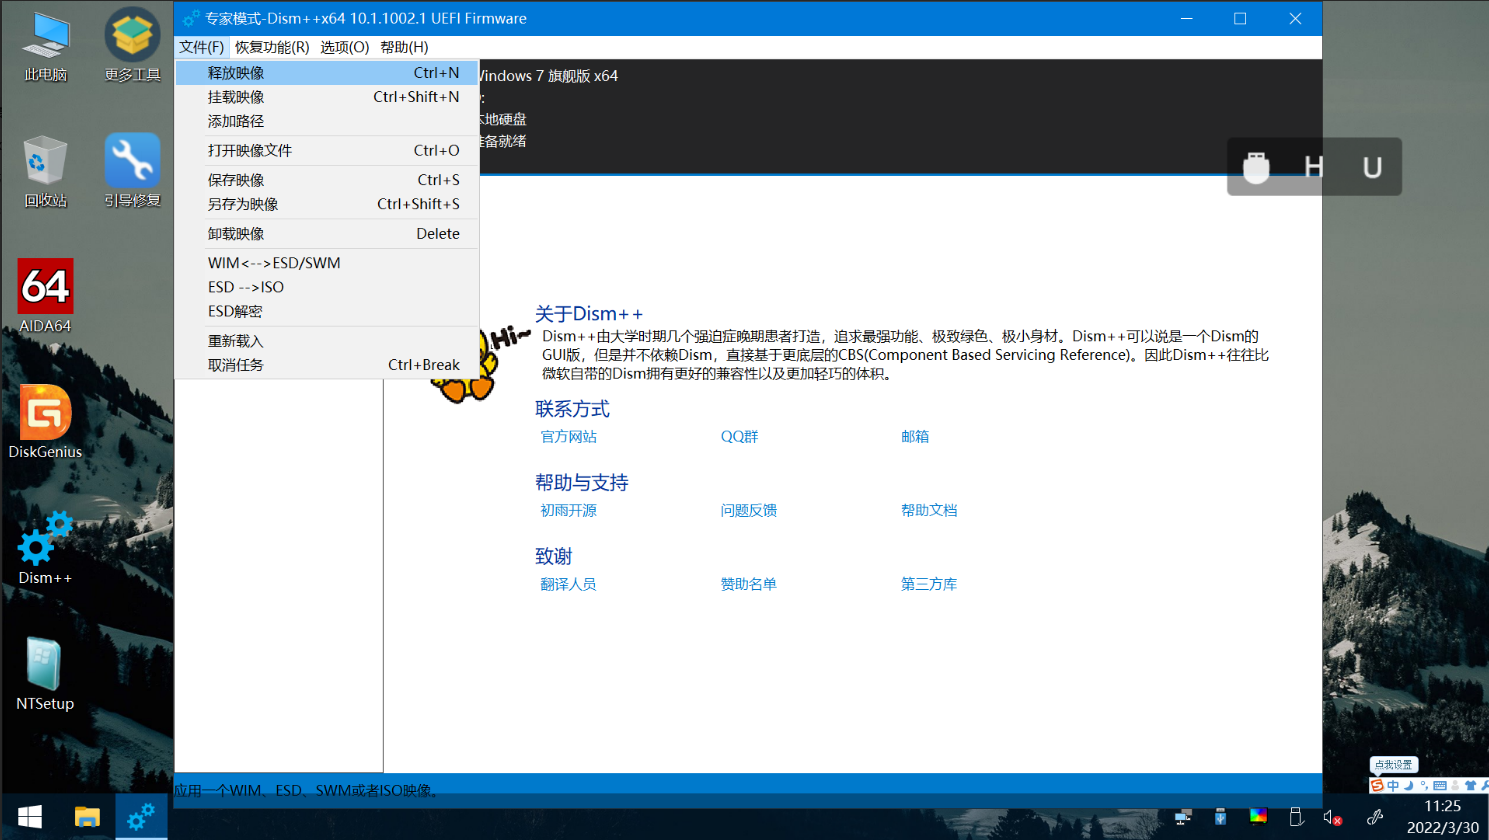 此电脑
更多工具
回收站
引导修复
64
AIDA64
DiskGenius
Dism++
NTSetup
专家模式-Dism++x64 10.1.1002.1 UEFI Firmware
文件(F) 恢复功能(R) 选项(O) 帮助(H)
释放映像 Ctrl+N
挂载映像 Ctrl+Shift+N
添加路径
打开映像文件 Ctrl+O
保存映像 Ctrl+S
另存为映像 Ctrl+Shift+S
卸载映像 Delete
WIM<-->ESD/SWM
ESD -->ISO
ESD解密
重新载入
取消任务 Ctrl+Break
Windows 7 旗舰版 x64
本地硬盘
准备就绪
H U
Hi~
关于Dism++
Dism++由大学时期几个强迫症晚期患者打造，追求最强功能、极致绿色、极小身材。Dism++可以说是一个Dism的
GUI版，但是并不依赖Dism，直接基于更底层的CBS(Component Based Servicing Reference)。因此Dism++往往比
微软自带的Dism拥有更好的兼容性以及更加轻巧的体积。
联系方式
官方网站 QQ群 邮箱
帮助与支持
初雨开源 问题反馈 帮助文档
致谢
翻译人员 赞助名单 第三方库
应用一个WIM、ESD、SWM或者ISO映像。
点我设置
中
11:25
2022/3/30